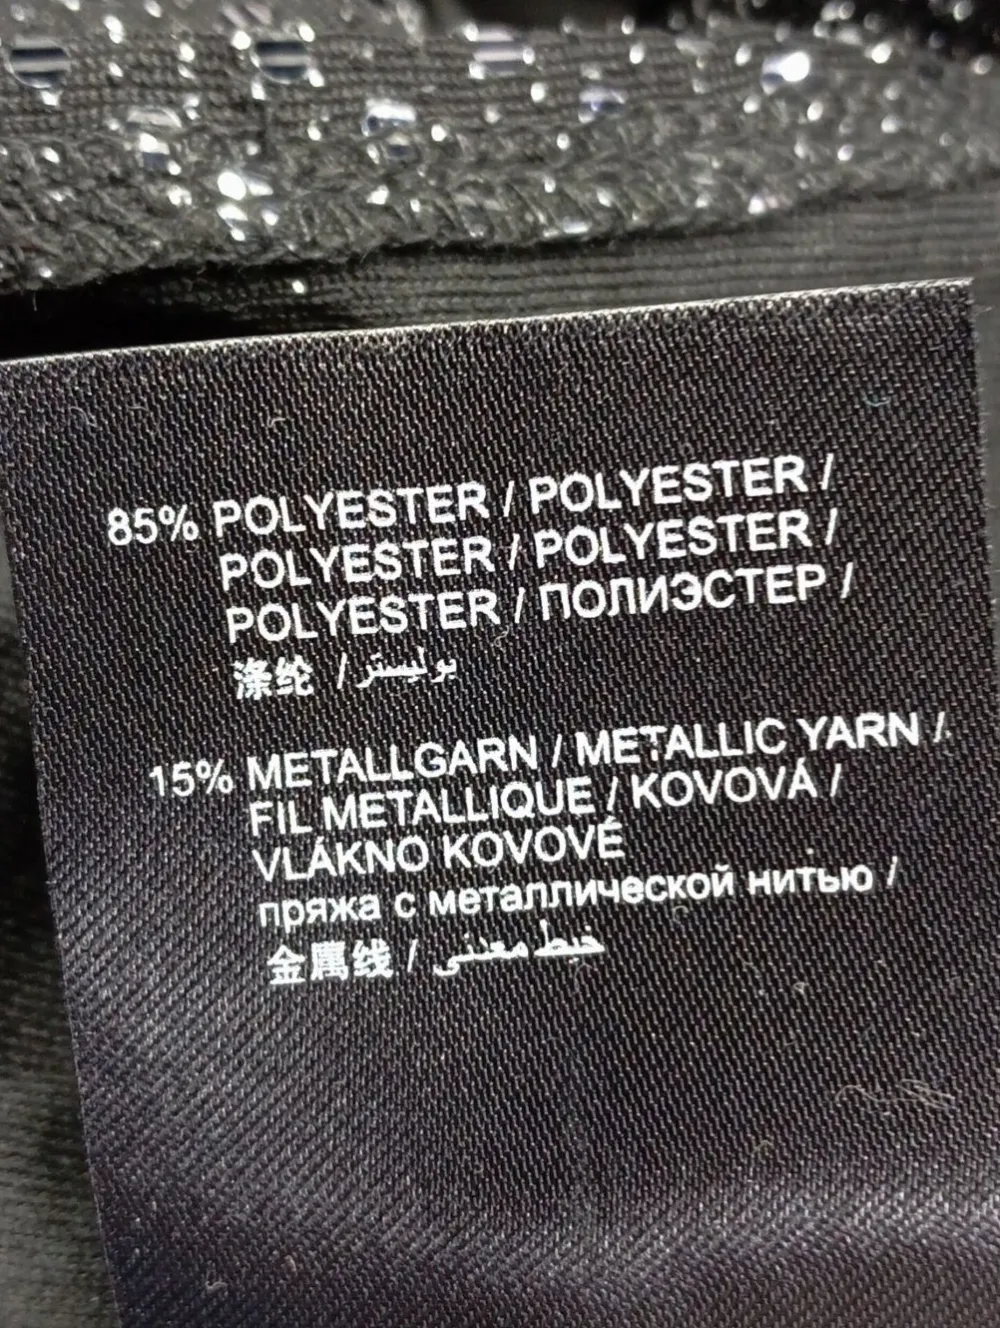 85% POLYESTER / POLYESTER /
POLYESTER / POLYESTER /
POLYESTER / ПОЛИЭСТЕР /
涤纶 / بوليستر
15% METALLGARN / METALLIC YARN /
FIL METALLIQUE / KOVOVÁ /
VLÁKNO KOVOVÉ
пряжа с металлической нитью /
金属线 / خيط معدني